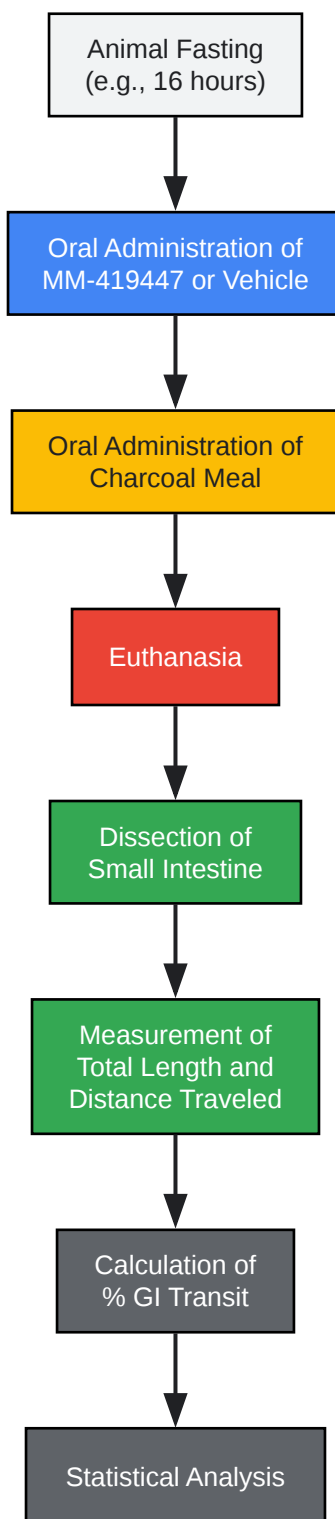 Animal Fasting
(e.g., 16 hours)
Oral Administration of
MM-419447 or Vehicle
Oral Administration of
Charcoal Meal
Euthanasia
Dissection of
Small Intestine
Measurement of
Total Length and
Distance Traveled
Calculation of
% GI Transit
Statistical Analysis